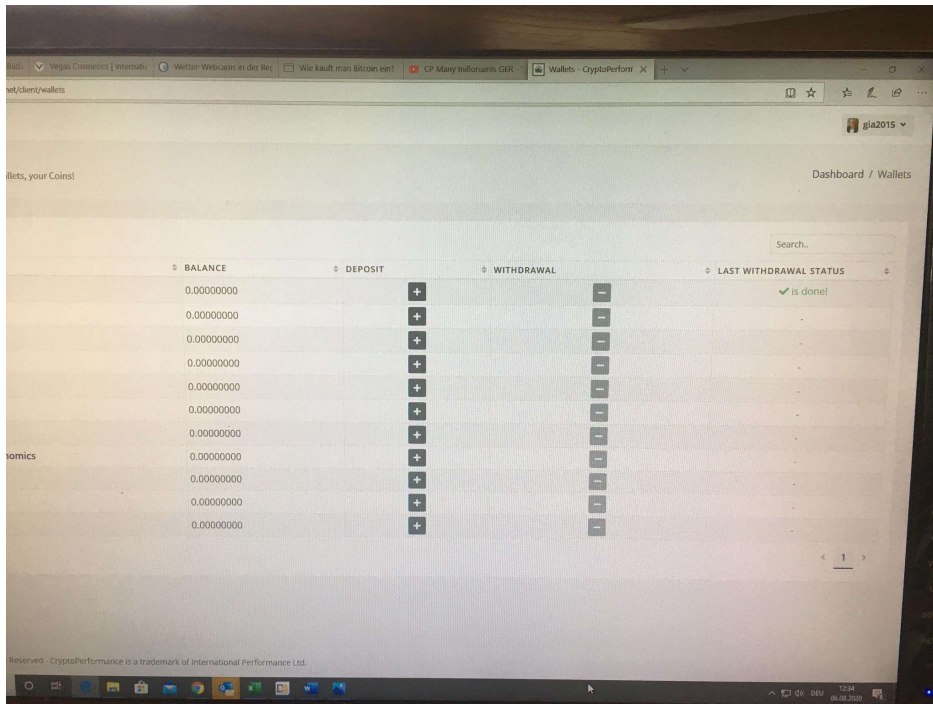 Vegas Cosmetics | Internatio Wetter-Webcams in der Reg Wie kauft man Bitcoin ein? CP Many millionairis GER - Wallets - CryptoPerform
net/client/wallets
gia2015
illets, your Coins!
Dashboard / Wallets
Search..
BALANCE DEPOSIT WITHDRAWAL LAST WITHDRAWAL STATUS
0.00000000 + - ✔ is done!
0.00000000 + - -
0.00000000 + - -
0.00000000 + - -
0.00000000 + - -
0.00000000 + - -
0.00000000 + - -
nomics 0.00000000 + - -
0.00000000 + - -
0.00000000 + - -
0.00000000 + - -
< 1 >
Reserved - CryptoPerformance is a trademark of International Performance Ltd.
DEU 12:34
06.08.2020